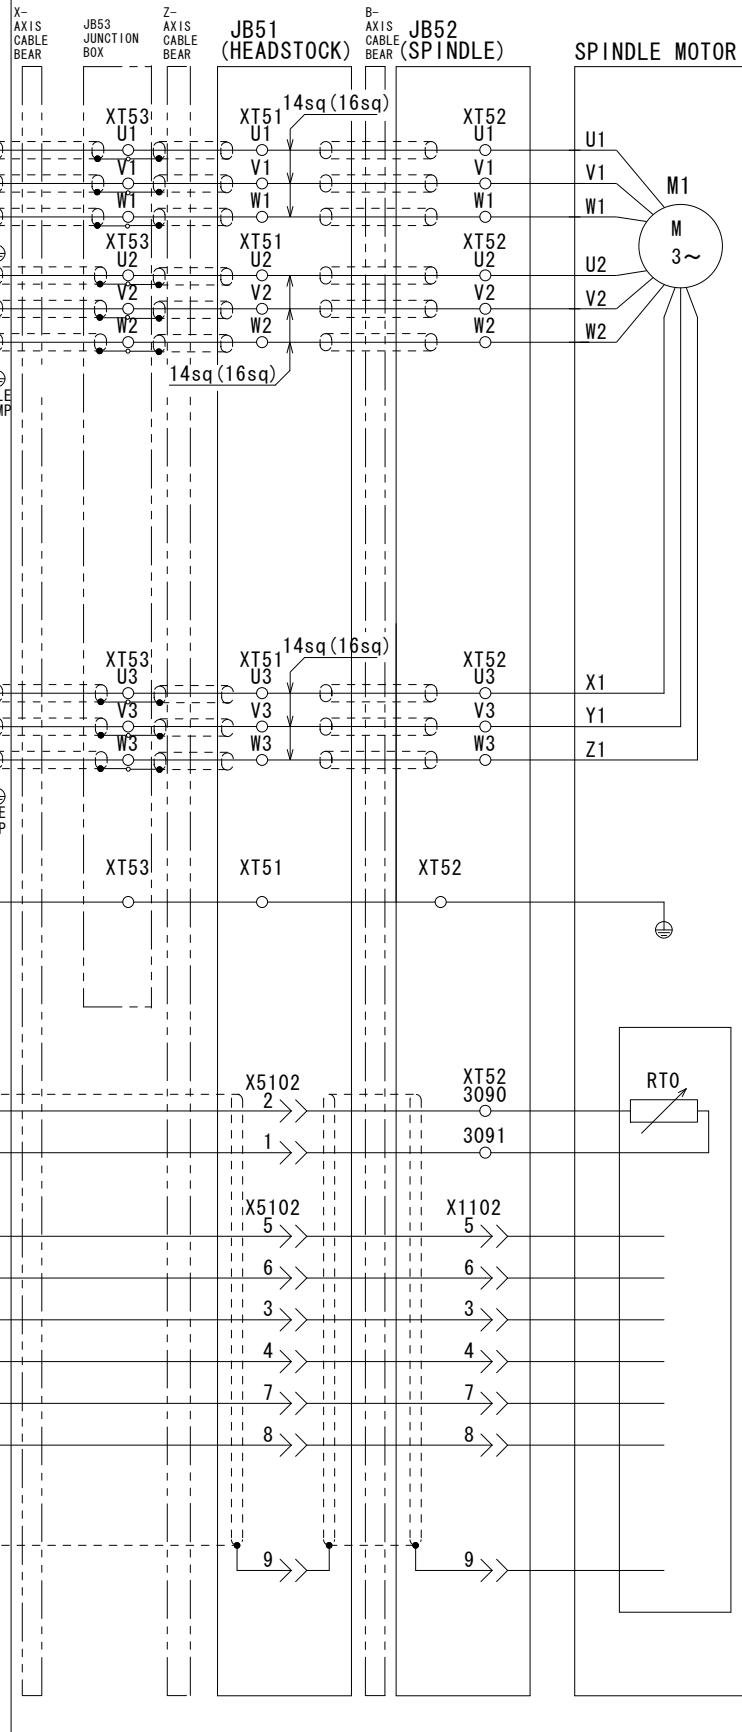 X-
AXIS
CABLE
BEAR
JB53
JUNCTION
BOX
Z-
AXIS
CABLE
BEAR
JB51
(HEADSTOCK)
B-
AXIS
CABLE
BEAR
JB52
(SPINDLE)
SPINDLE MOTOR
14sq(16sq)
XT53
U1
XT51
U1
XT52
U1
U1
V1
V1
V1
V1
M1
W1
W1
W1
W1
M
3~
XT53
U2
XT51
U2
XT52
U2
U2
V2
V2
V2
V2
W2
W2
W2
W2
14sq(16sq)
LE
MP
14sq(16sq)
XT53
U3
XT51
U3
XT52
U3
X1
V3
V3
V3
Y1
W3
W3
W3
Z1
E
P
XT53
XT51
XT52
X5102
2
XT52
3090
RT0
1
3091
X5102
5
X1102
5
6
6
3
3
4
4
7
7
8
8
9
9